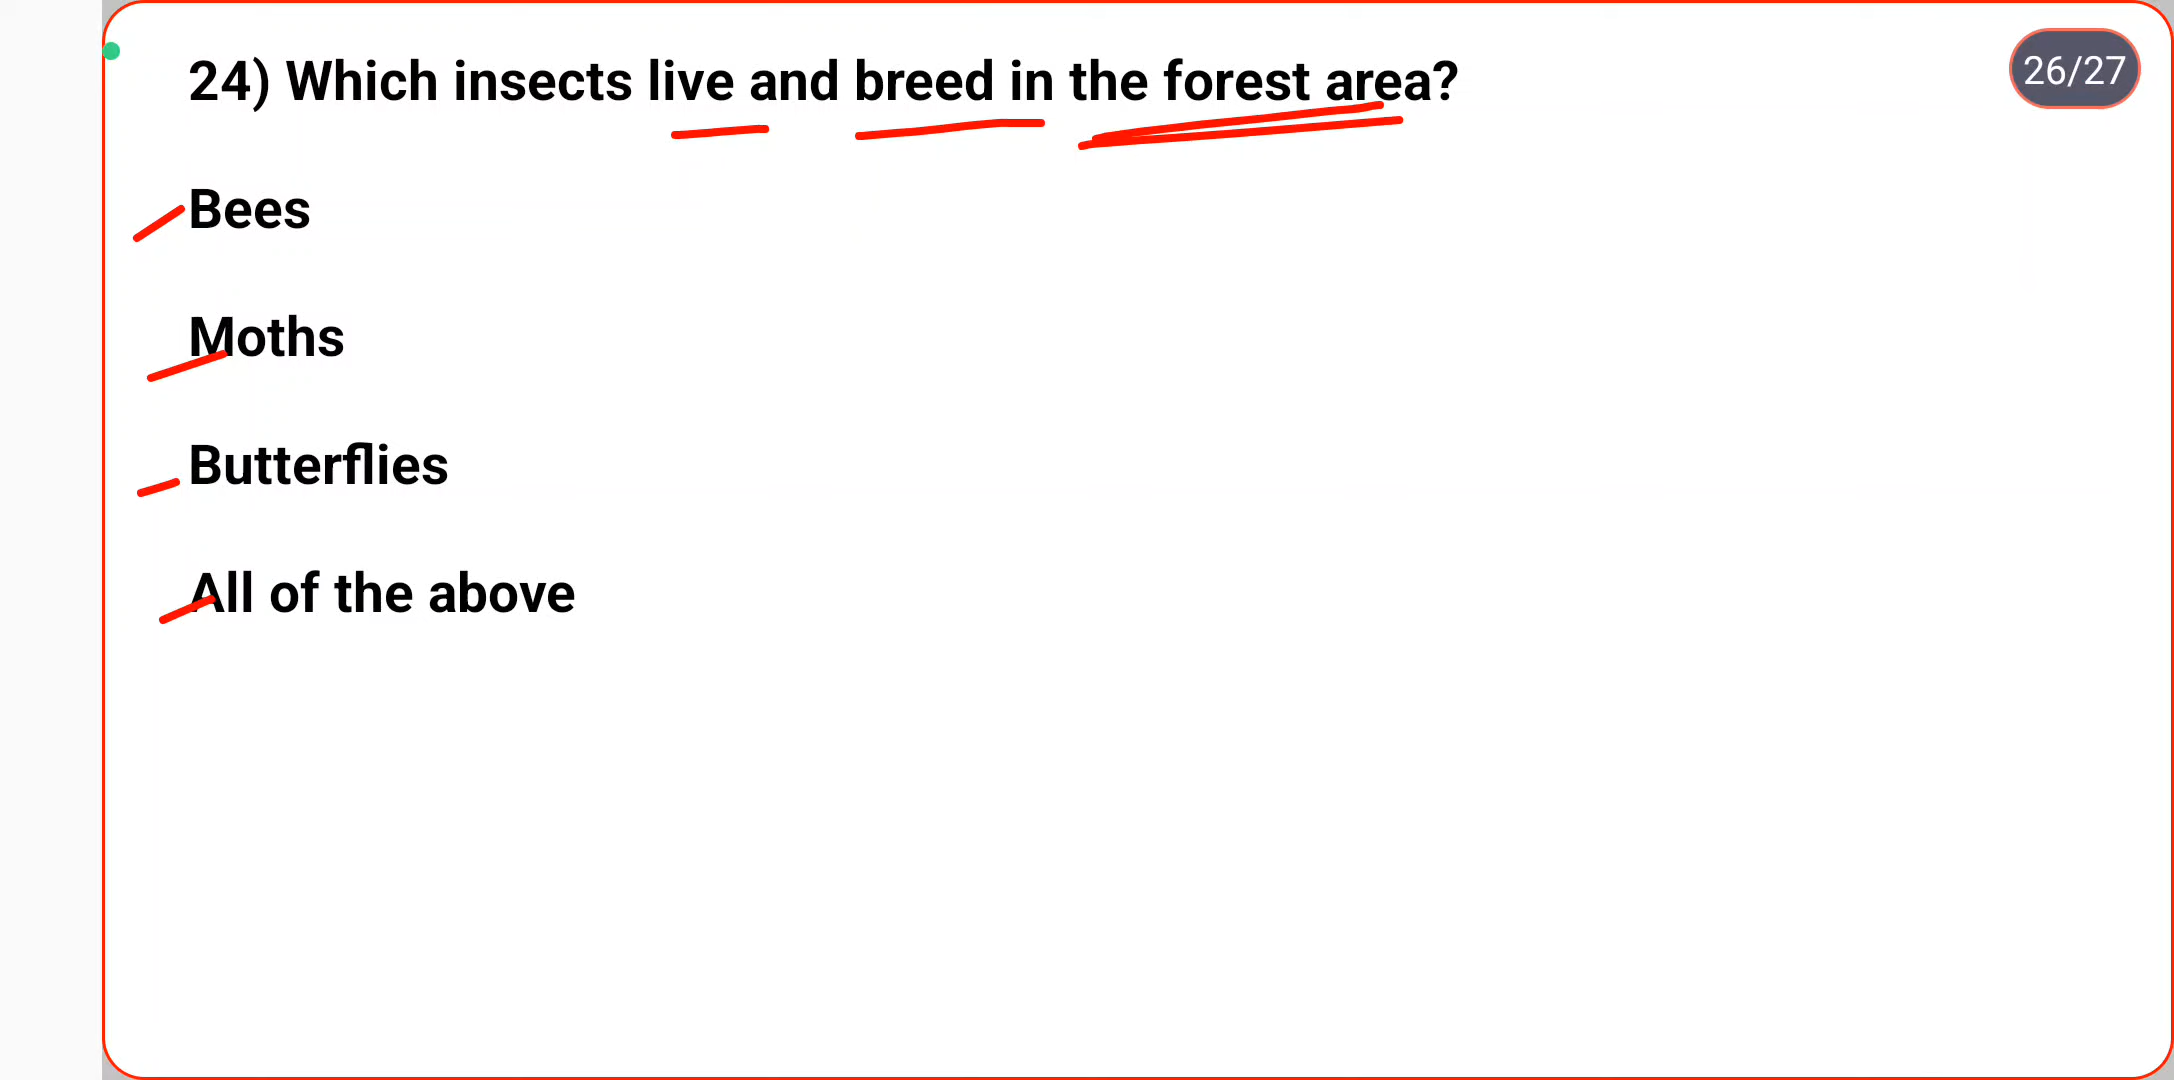 24) Which insects live and breed in the forest area?
26/27
Bees
Moths
Butterflies
All of the above